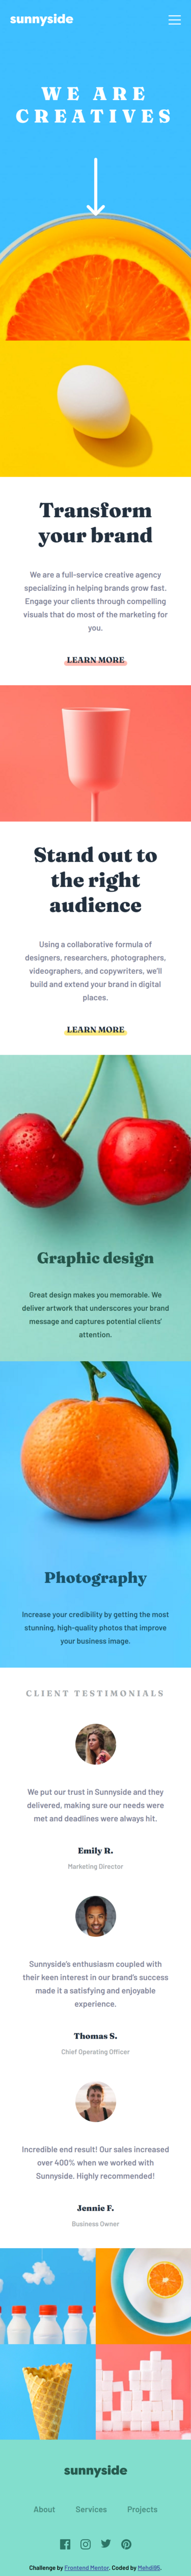 sunnyside
WE ARE
CREATIVES
Transform
your brand
We are a full-service creative agency
specializing in helping brands grow fast.
Engage your clients through compelling
visuals that do most of the marketing for
you.
LEARN MORE
Stand out to
the right
audience
Using a collaborative formula of
designers, researchers, photographers,
videographers, and copywriters, we'll
build and extend your brand in digital
places.
LEARN MORE
Graphic design
Great design makes you memorable. We
deliver artwork that underscores your brand
message and captures potential clients'
attention.
Photography
Increase your credibility by getting the most
stunning, high-quality photos that improve
your business image.
CLIENT TESTIMONIALS
We put our trust in Sunnyside and they
delivered, making sure our needs were
met and deadlines were always hit.
Emily R.
Marketing Director
Sunnyside's enthusiasm coupled with
their keen interest in our brand's success
made it a satisfying and enjoyable
experience.
Thomas S.
Chief Operating Officer
Incredible end result! Our sales increased
over 400% when we worked with
Sunnyside. Highly recommended!
Jennie F.
Business Owner
sunnyside
About Services Projects
Challenge by Frontend Mentor. Coded by Mehdi95.